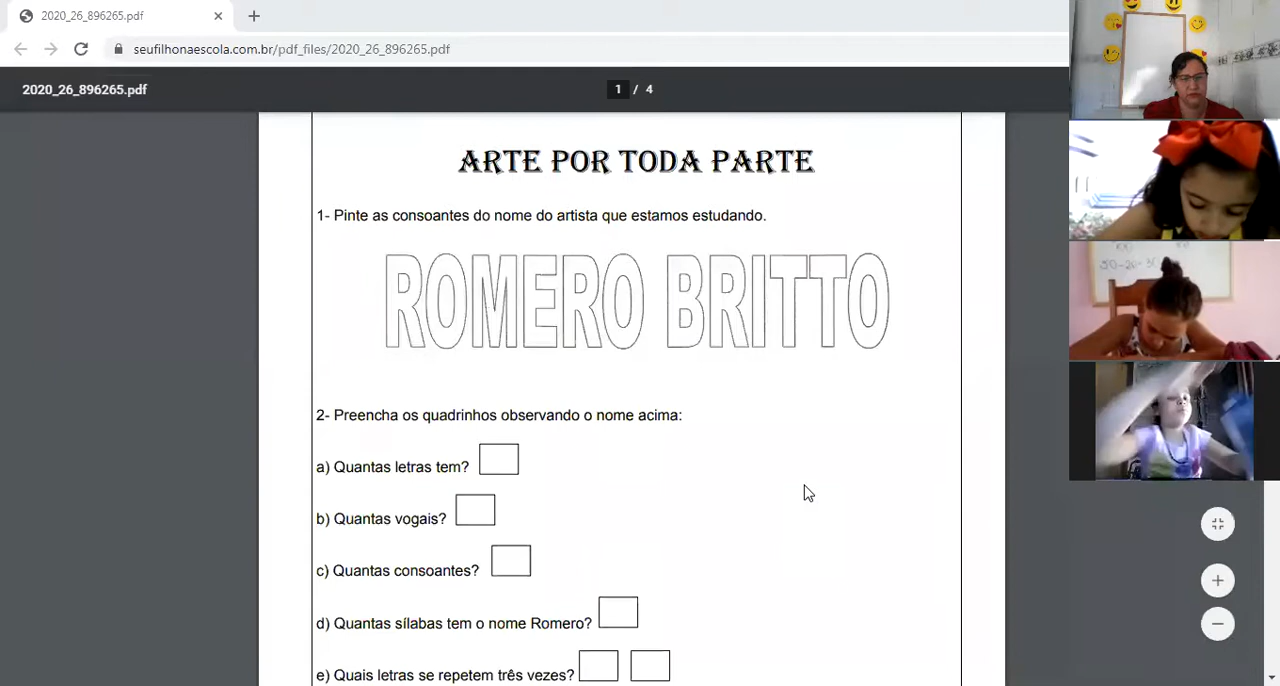 2020_26_896265.pdf
seufilhonaescola.com.br/pdf_files/2020_26_896265.pdf
2020_26_896265.pdf
1 / 4
ARTE POR TODA PARTE
1- Pinte as consoantes do nome do artista que estamos estudando.
ROMERO BRITTO
2- Preencha os quadrinhos observando o nome acima:
a) Quantas letras tem?
b) Quantas vogais?
c) Quantas consoantes?
d) Quantas sílabas tem o nome Romero?
e) Quais letras se repetem três vezes?